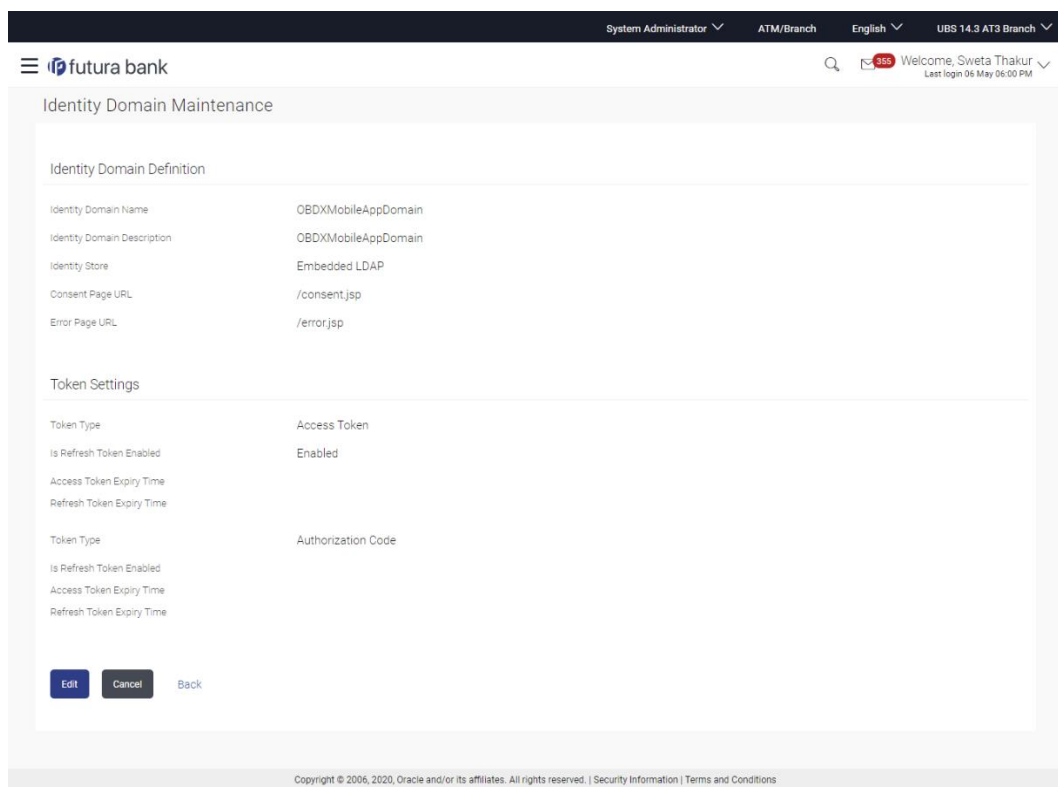 System Administrator ATM/Branch English UBS 14.3 AT3 Branch
futura bank 355 Welcome, Sweta Thakur
Last login 06 May 06:00 PM
Identity Domain Maintenance
Identity Domain Definition
Identity Domain Name OBDXMobileAppDomain
Identity Domain Description OBDXMobileAppDomain
Identity Store Embedded LDAP
Consent Page URL /consent.jsp
Error Page URL /error.jsp
Token Settings
Token Type Access Token
Is Refresh Token Enabled Enabled
Access Token Expiry Time
Refresh Token Expiry Time
Token Type Authorization Code
Is Refresh Token Enabled
Access Token Expiry Time
Refresh Token Expiry Time
Edit Cancel Back
Copyright © 2006, 2020, Oracle and/or its affiliates. All rights reserved. | Security Information | Terms and Conditions